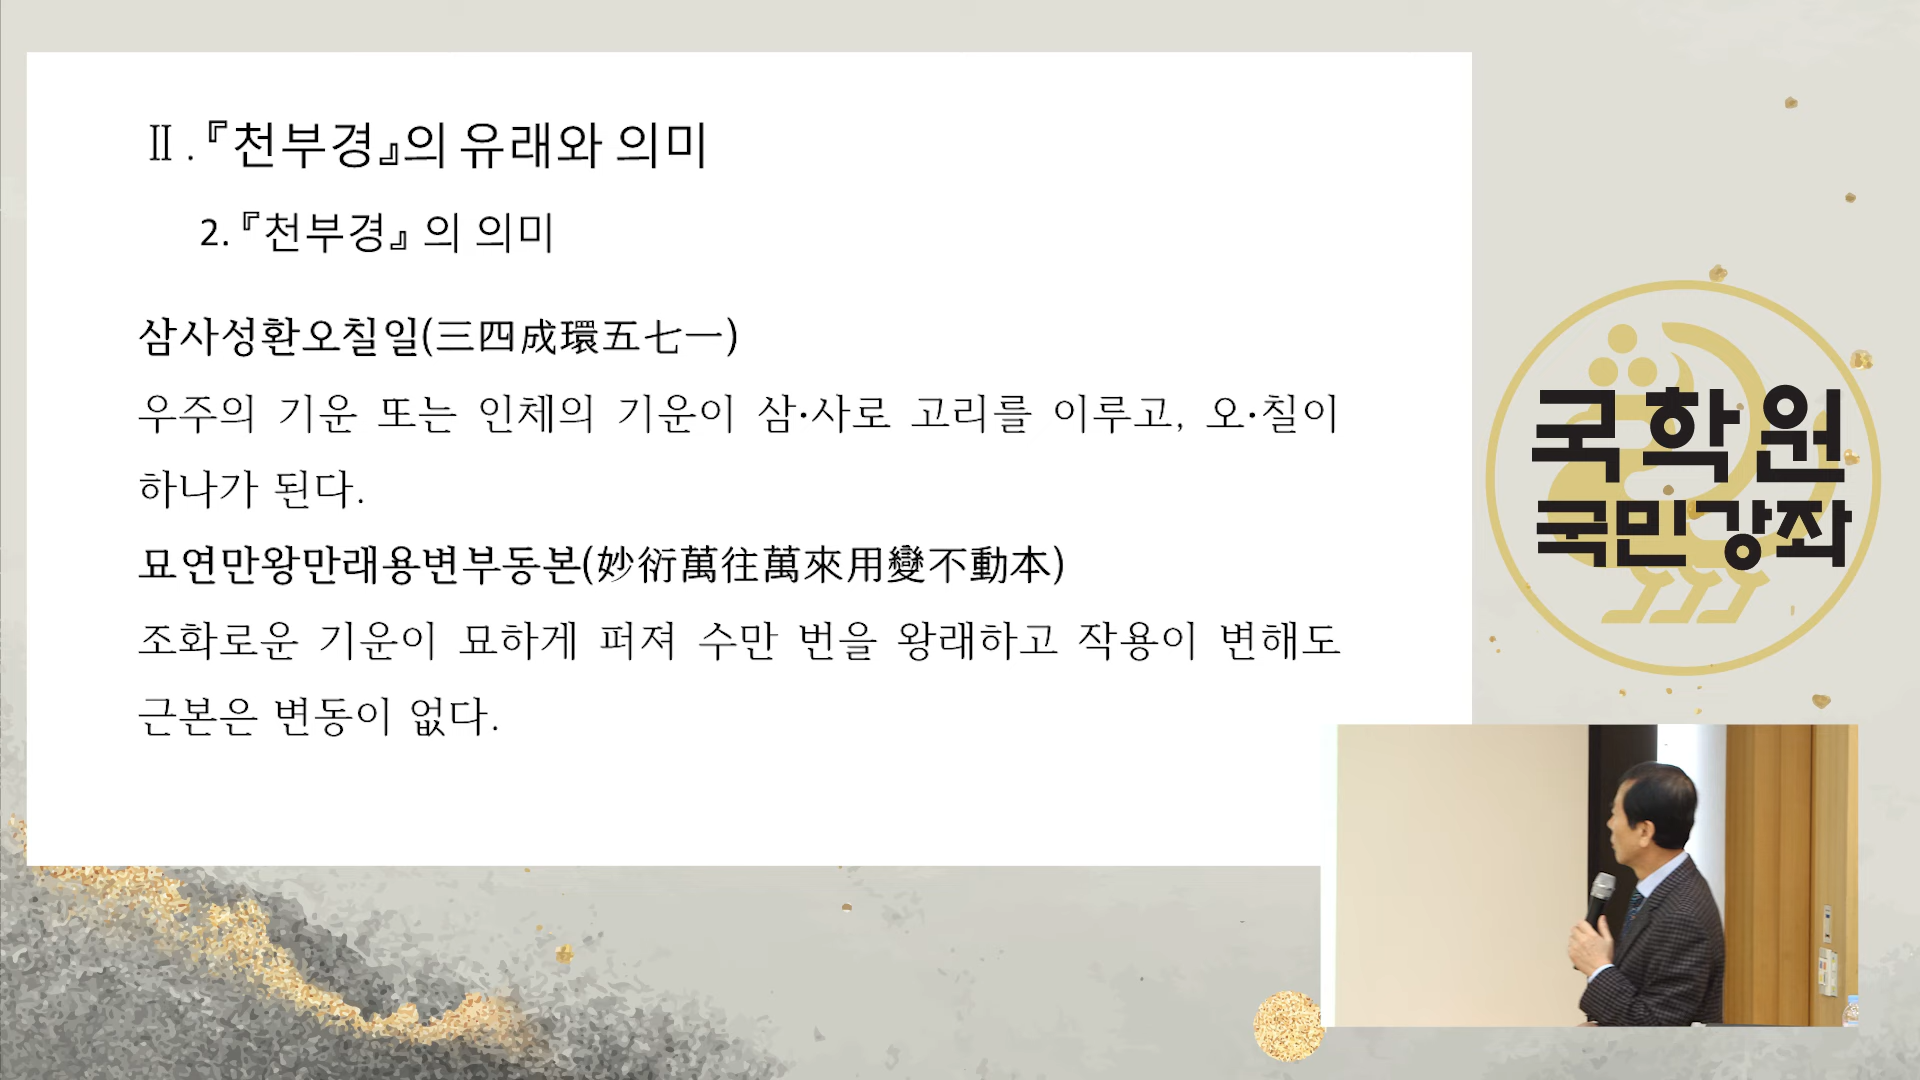 Ⅱ.『천부경』의 유래와 의미
2.『천부경』 의 의미
삼사성환오칠일(三四成環五七一)
우주의 기운 또는 인체의 기운이 삼·사로 고리를 이루고, 오·칠이
하나가 된다.
묘연만왕만래용변부동본(妙衍萬往萬來用變不動本)
조화로운 기운이 묘하게 퍼져 수만 번을 왕래하고 작용이 변해도
근본은 변동이 없다.
국학원
국민강좌